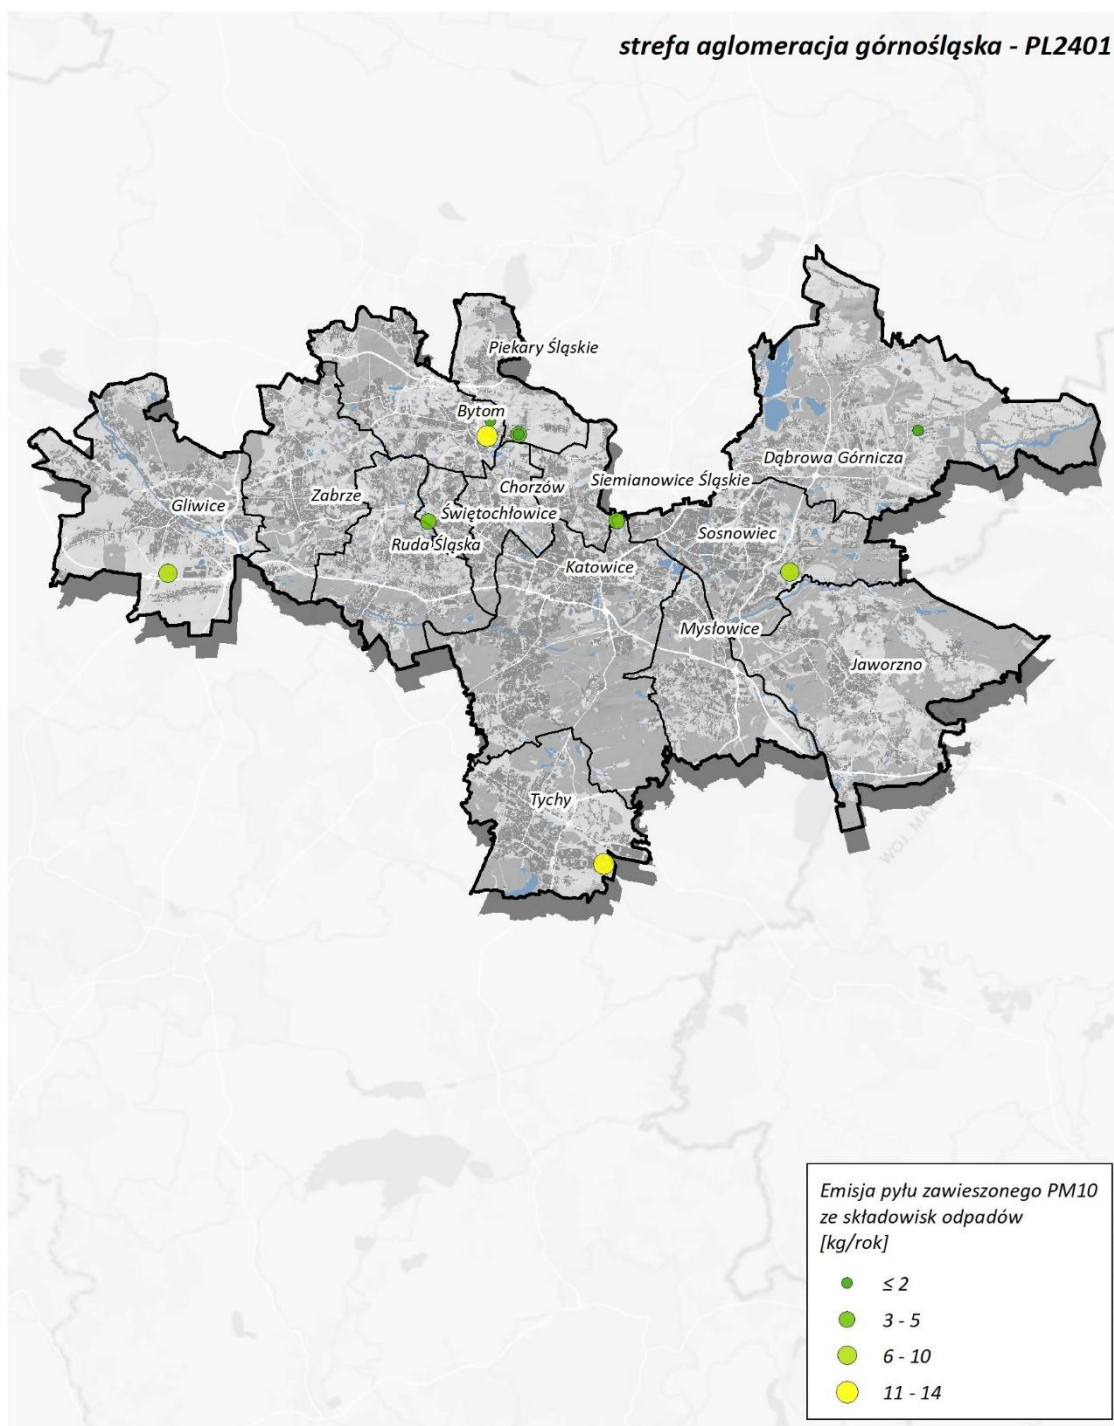 strefa aglomeracja górnośląska - PL2401
Piekary Śląskie
Bytom
Dąbrowa Górnicza
Siemianowice Śląskie
Chorzów
Zabrze
Gliwice
Świętochłowice
Sosnowiec
Ruda Śląska
Katowice
Mysłowice
Jaworzno
Tychy
Emisja pyłu zawieszonego PM10
ze składowisk odpadów
[kg/rok]
≤ 2
3 - 5
6 - 10
11 - 14